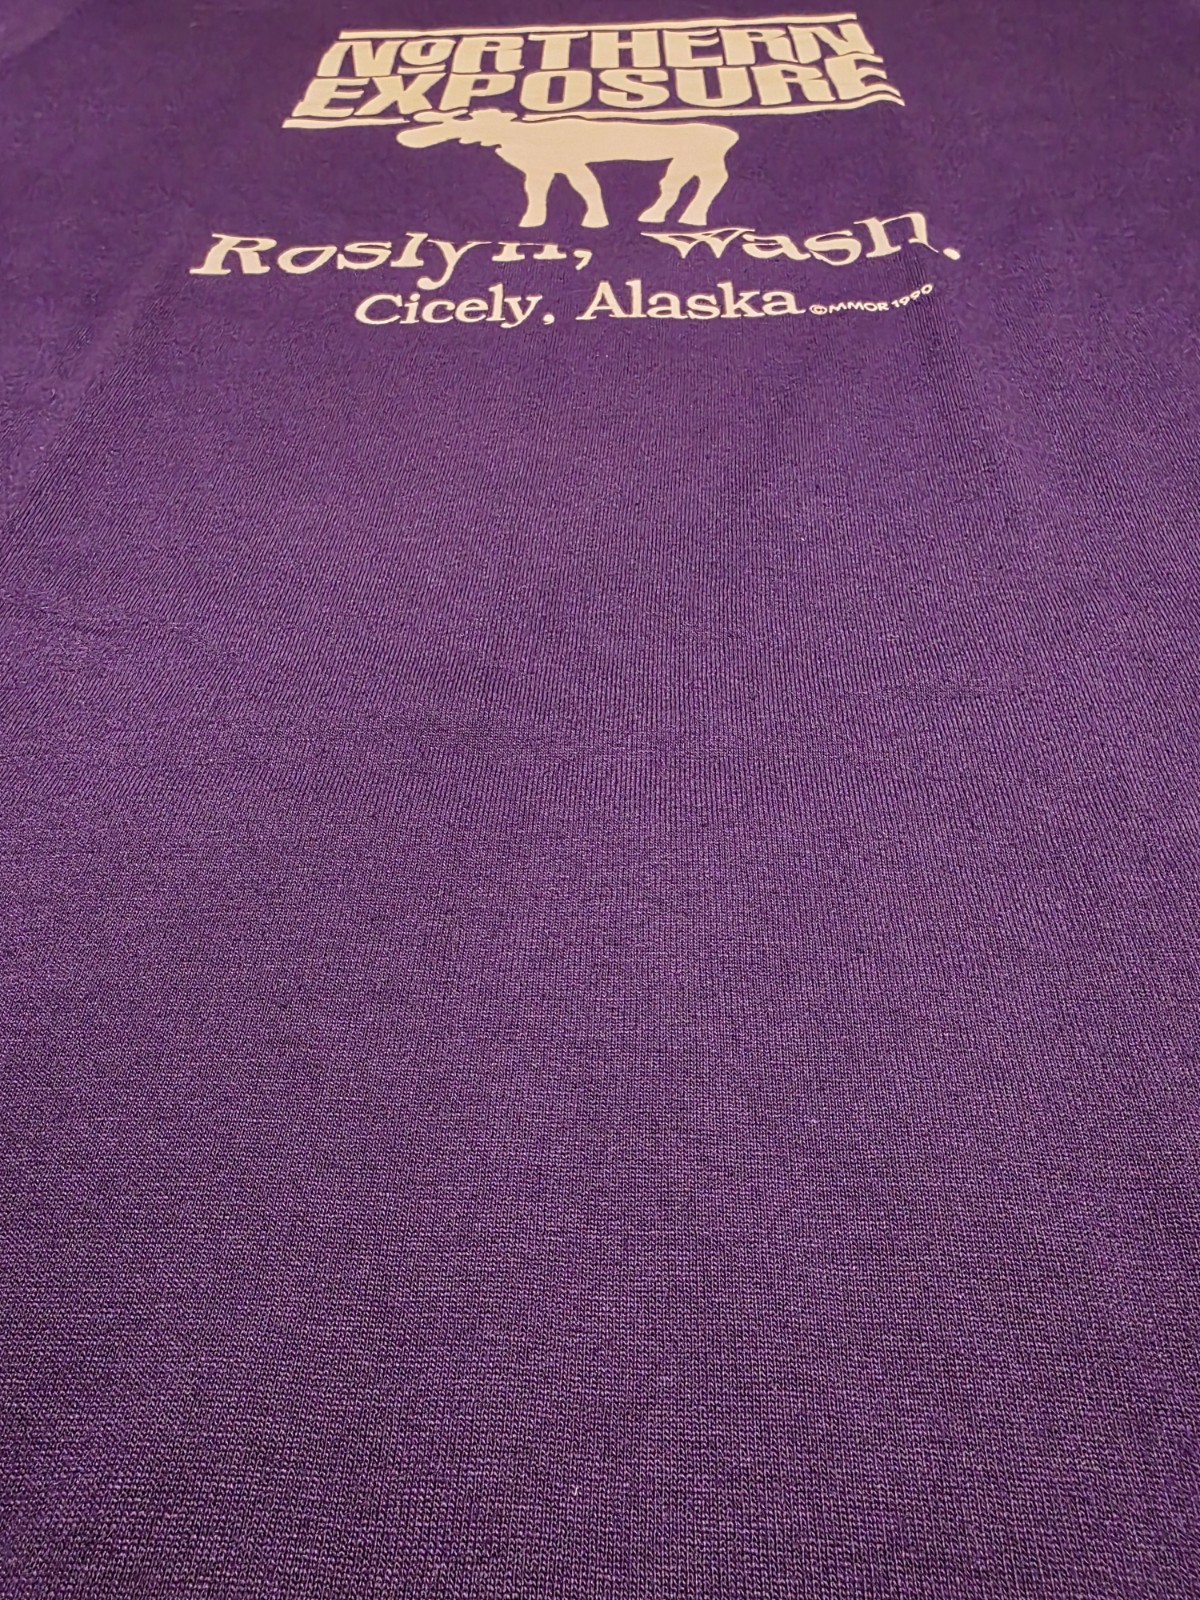 NORTHERN
EXPOSURE
Roslyn, Wash.
Cicely, Alaska ©MMOR 1990